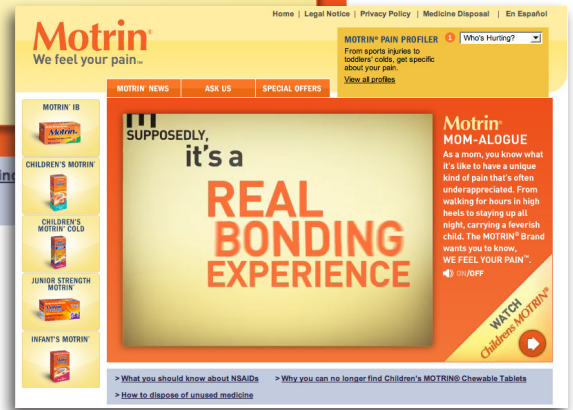 Home | Legal Notice | Privacy Policy | Medicine Disposal | En Español
Motrin®
We feel your pain™
MOTRIN® PAIN PROFILER
From sports injuries to
toddlers' colds, get specific
about your pain.
View all profiles
1 Who's Hurting?
MOTRIN® NEWS
ASK US
SPECIAL OFFERS
MOTRIN® IB
Motrin
CHILDREN'S MOTRIN®
CHILDREN'S
MOTRIN® COLD
JUNIOR STRENGTH
MOTRIN®
INFANT'S MOTRIN®
SUPPOSEDLY,
it's a
REAL
BONDING
EXPERIENCE
Motrin®
MOM-ALOGUE
As a mom, you know what
it's like to have a unique
kind of pain that's often
underappreciated. From
walking for hours in high
heels to staying up all
night, carrying a feverish
child. The MOTRIN® Brand
wants you to know,
WE FEEL YOUR PAIN™.
ON/OFF
WATCH
Childrens MOTRIN®
> What you should know about NSAIDs
> Why you can no longer find Children's MOTRIN® Chewable Tablets
> How to dispose of unused medicine